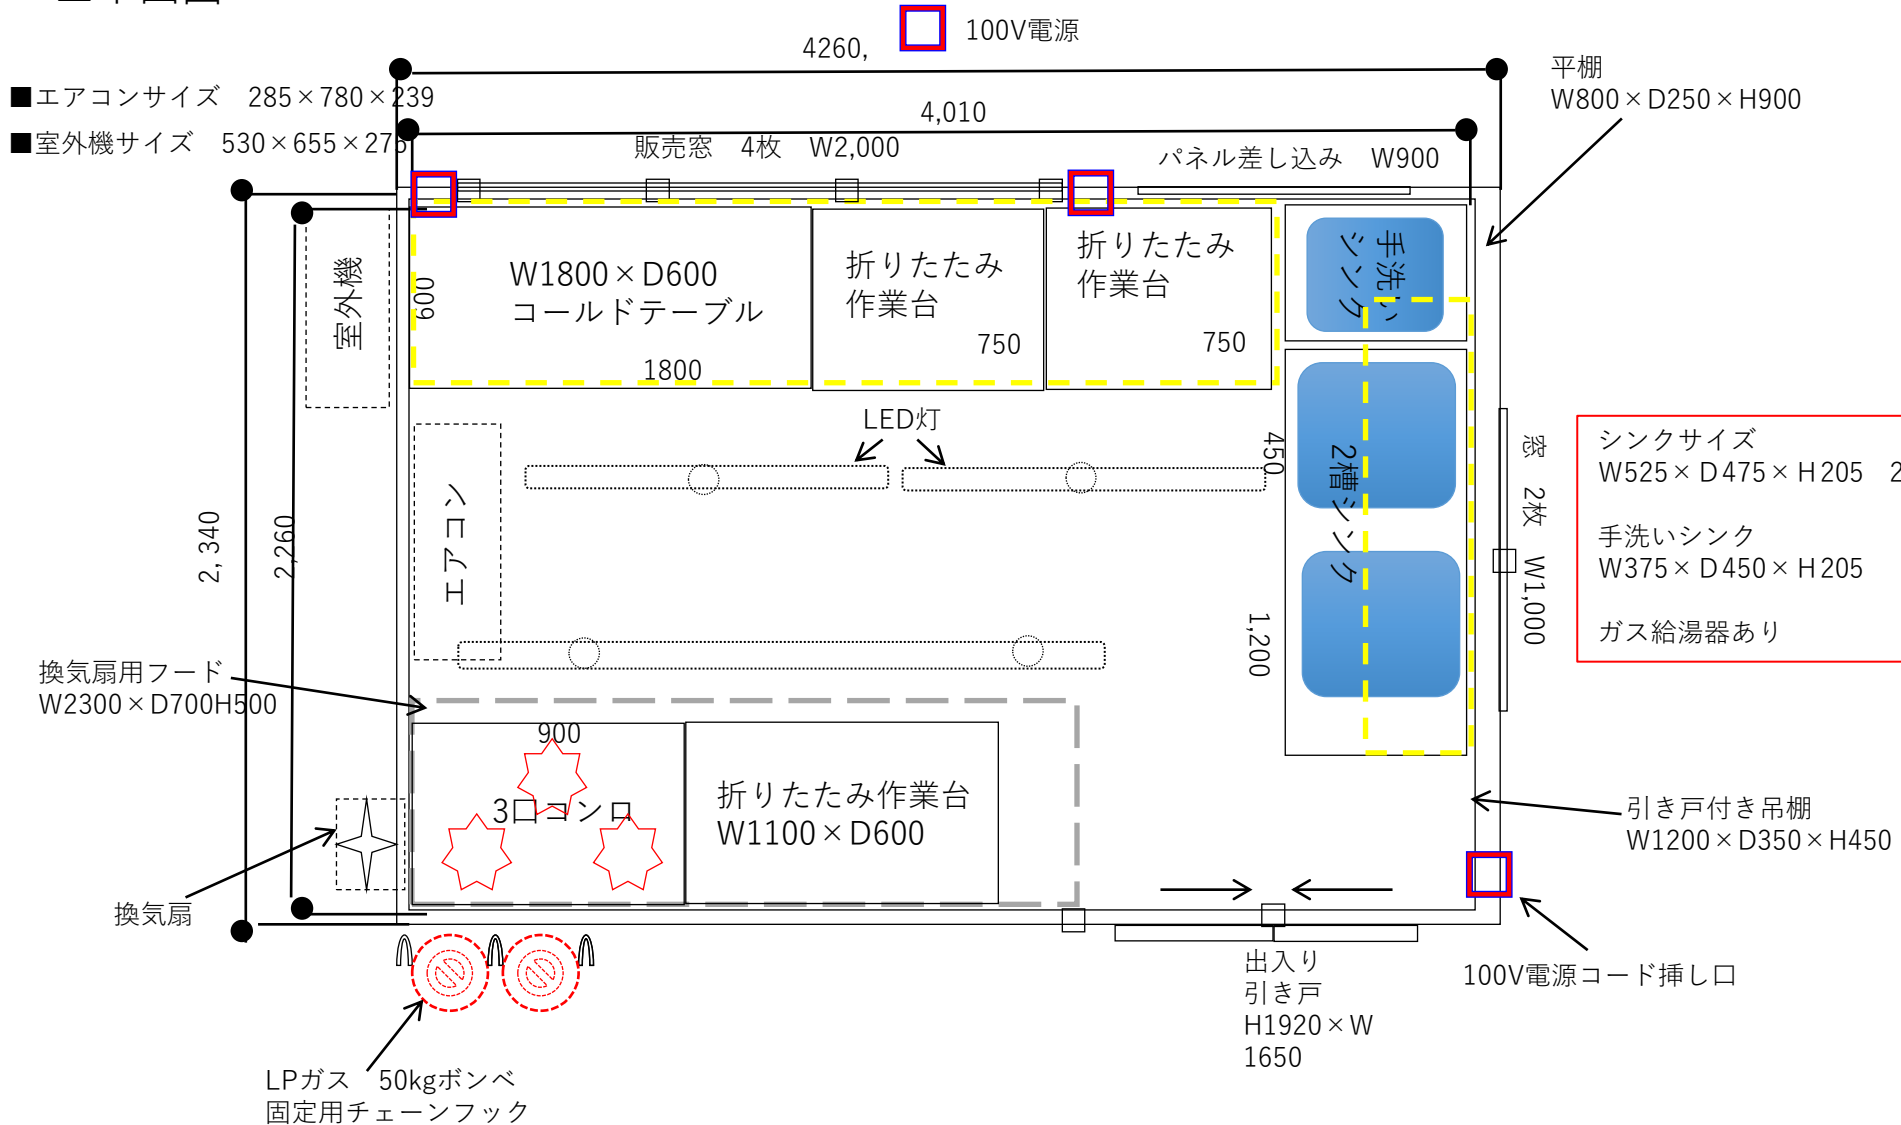 100V電源
4260,
平棚
W800×D250×H900
■エアコンサイズ　285×780×239
4,010
■室外機サイズ　530×655×275
販売窓　4枚　W2,000
パネル差し込み　W900
室外機
600
W1800×D600
コールドテーブル
1800
折りたたみ
作業台
750
折りたたみ
作業台
750
手洗い
シンク
LED灯
450
2槽シンク
1,200
窓　2枚　W1,000
シンクサイズ
W525×D475×H205　2
手洗いシンク
W375×D450×H205
ガス給湯器あり
2,340
2,260
エアコン
換気扇用フード
W2300×D700H500
900
3口コンロ
折りたたみ作業台
W1100×D600
引き戸付き吊棚
W1200×D350×H450
換気扇
出入り
引き戸
H1920×W
1650
100V電源コード挿し口
LPガス　50kgボンベ
固定用チェーンフック